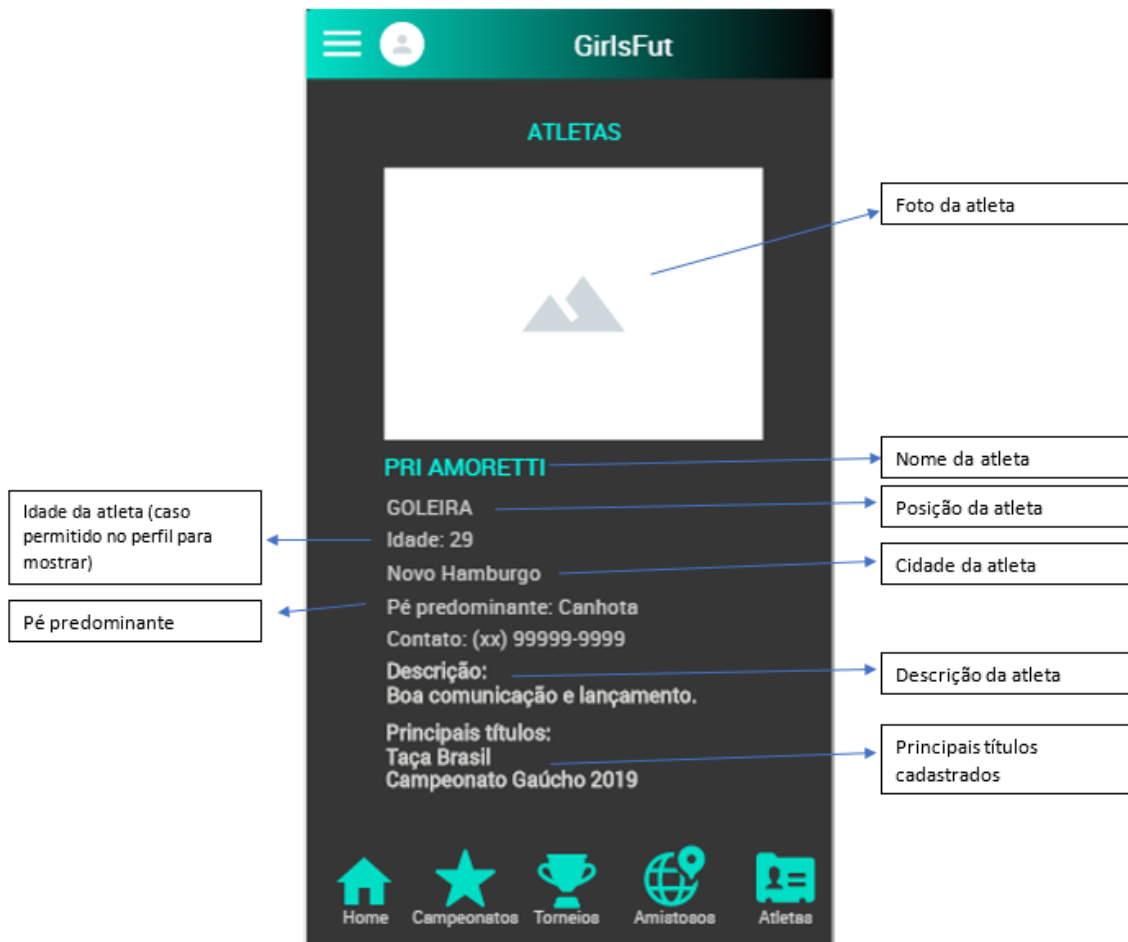 GirlsFut
ATLETAS
Foto da atleta
PRI AMORETTI
Nome da atleta
GOLEIRA
Posição da atleta
Idade da atleta (caso
permitido no perfil para
mostrar)
Idade: 29
Novo Hamburgo
Cidade da atleta
Pé predominante
Pé predominante: Canhota
Contato: (xx) 99999-9999
Descrição:
Boa comunicação e lançamento.
Descrição da atleta
Principais títulos:
Taça Brasil
Campeonato Gaúcho 2019
Principais títulos
cadastrados
Home Campeonatos Torneios Amistosos Atletas